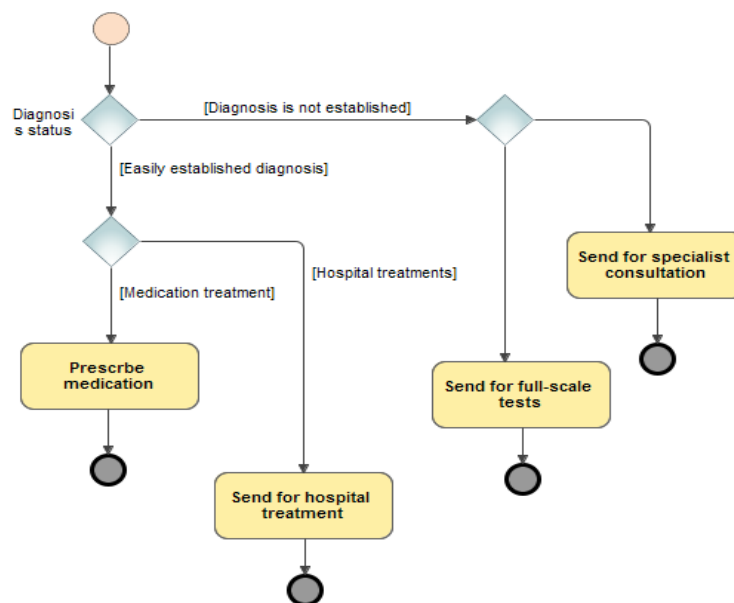 Diagnosi
s status
[Diagnosis is not established]
[Easily established diagnosis]
[Medication treatment]
[Hospital treatments]
Send for specialist
consultation
Prescrbe
medication
Send for full-scale
tests
Send for hospital
treatment